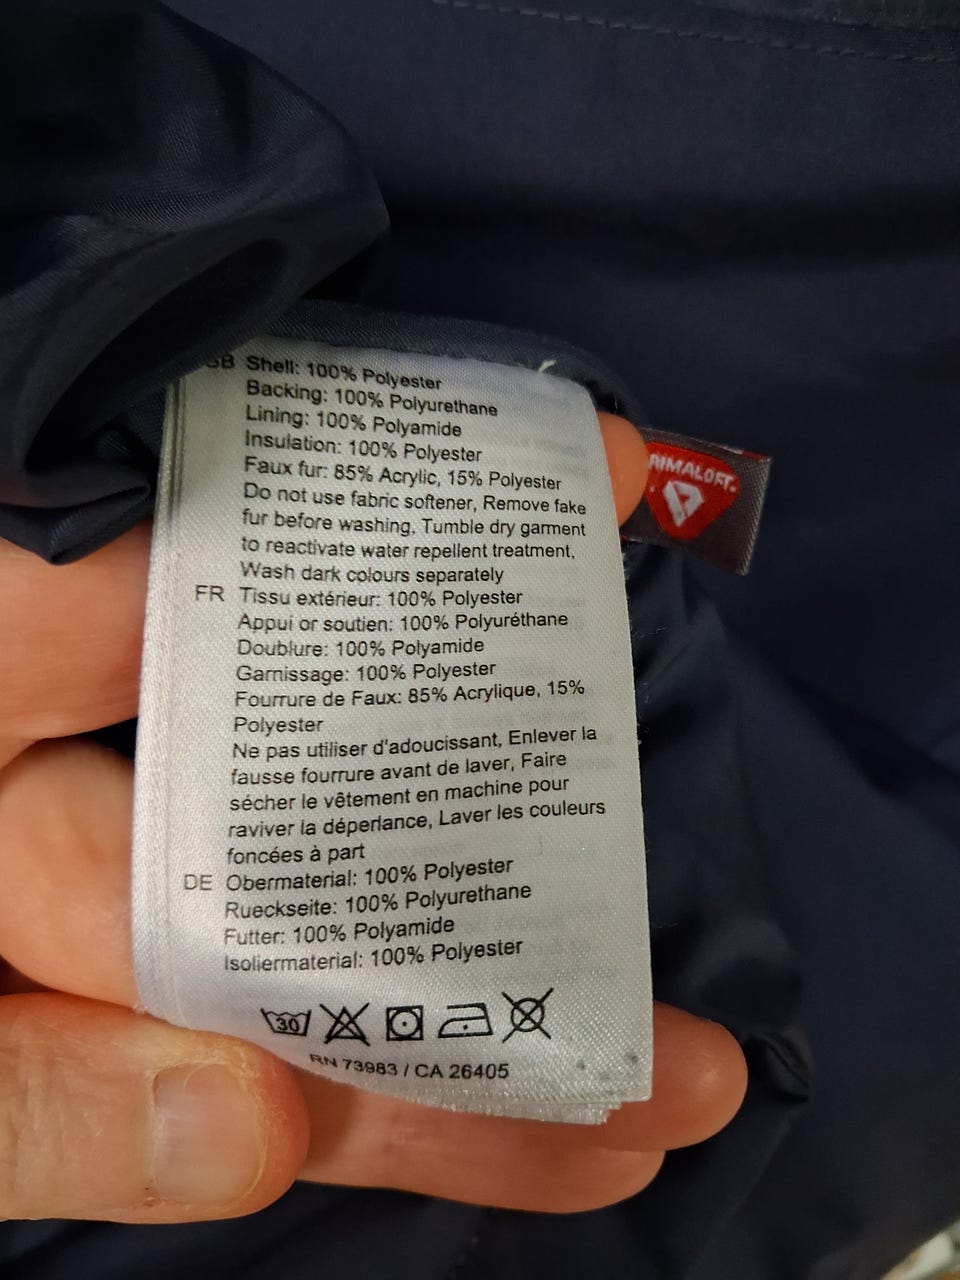 GB Shell: 100% Polyester
Backing: 100% Polyurethane
Lining: 100% Polyamide
Insulation: 100% Polyester
Faux fur: 85% Acrylic, 15% Polyester
Do not use fabric softener, Remove fake
fur before washing, Tumble dry garment
to reactivate water repellent treatment,
Wash dark colours separately
FR Tissu extérieur: 100% Polyester
Appui or soutien: 100% Polyuréthane
Doublure: 100% Polyamide
Garnissage: 100% Polyester
Fourrure de Faux: 85% Acrylique, 15%
Polyester
Ne pas utiliser d'adoucissant, Enlever la
fausse fourrure avant de laver, Faire
sécher le vêtement en machine pour
raviver la déperlance, Laver les couleurs
foncées à part
DE Obermaterial: 100% Polyester
Rueckseite: 100% Polyurethane
Futter: 100% Polyamide
Isoliermaterial: 100% Polyester
30
RN 73983 / CA 26405
RIMALOFT.